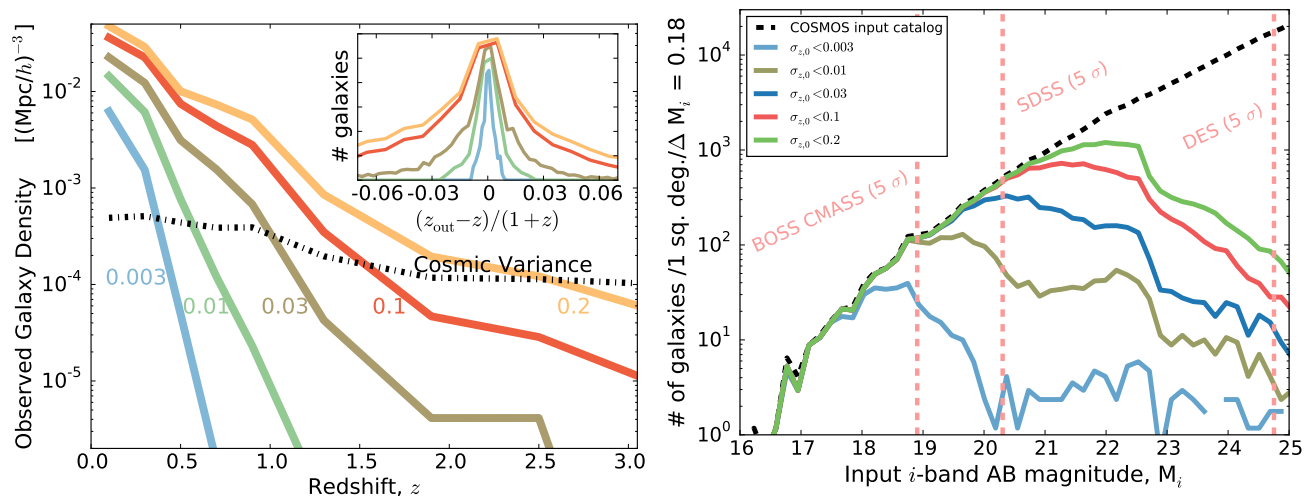 Observed Galaxy Density [(Mpc/h)⁻³]
10⁻²
10⁻³
10⁻⁴
10⁻⁵
0.0 0.5 1.0 1.5 2.0 2.5 3.0
Redshift, z
0.003
0.01
0.03
0.1
0.2
Cosmic Variance
# galaxies
-0.06 -0.03 0 0.03 0.06
(z_out−z)/(1+z)
# of galaxies /1 sq. deg./Δ M_i = 0.18
10⁴
10³
10²
10¹
10⁰
16 17 18 19 20 21 22 23 24 25
Input i-band AB magnitude, M_i
COSMOS input catalog
σ_z,0<0.003
σ_z,0<0.01
σ_z,0<0.03
σ_z,0<0.1
σ_z,0<0.2
BOSS CMASS (5 σ)
SDSS (5 σ)
DES (5 σ)